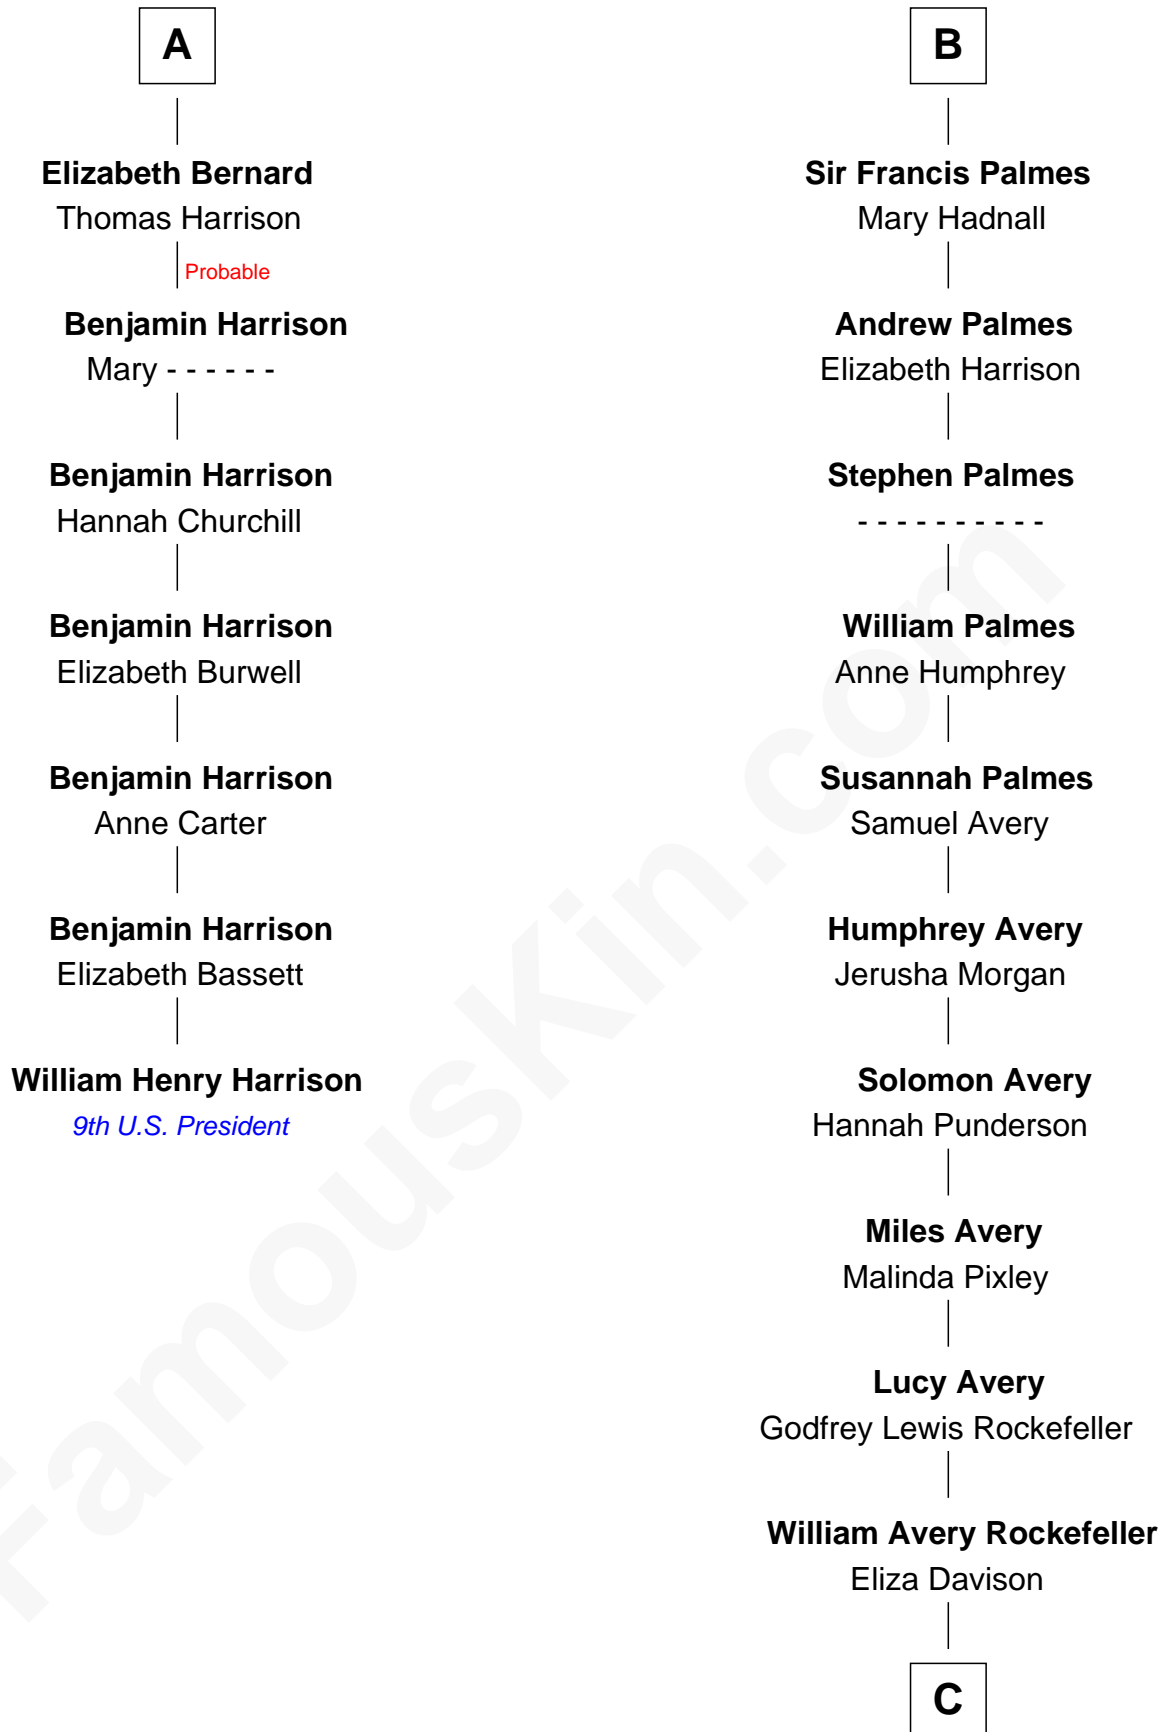 A
Elizabeth Bernard
Thomas Harrison
Probable
Benjamin Harrison
Mary - - - - - -
Benjamin Harrison
Hannah Churchill
Benjamin Harrison
Elizabeth Burwell
Benjamin Harrison
Anne Carter
Benjamin Harrison
Elizabeth Bassett
William Henry Harrison
9th U.S. President
B
Sir Francis Palmes
Mary Hadnall
Andrew Palmes
Elizabeth Harrison
Stephen Palmes
- - - - - - - - - -
William Palmes
Anne Humphrey
Susannah Palmes
Samuel Avery
Humphrey Avery
Jerusha Morgan
Solomon Avery
Hannah Punderson
Miles Avery
Malinda Pixley
Lucy Avery
Godfrey Lewis Rockefeller
William Avery Rockefeller
Eliza Davison
C
FamousKin.com